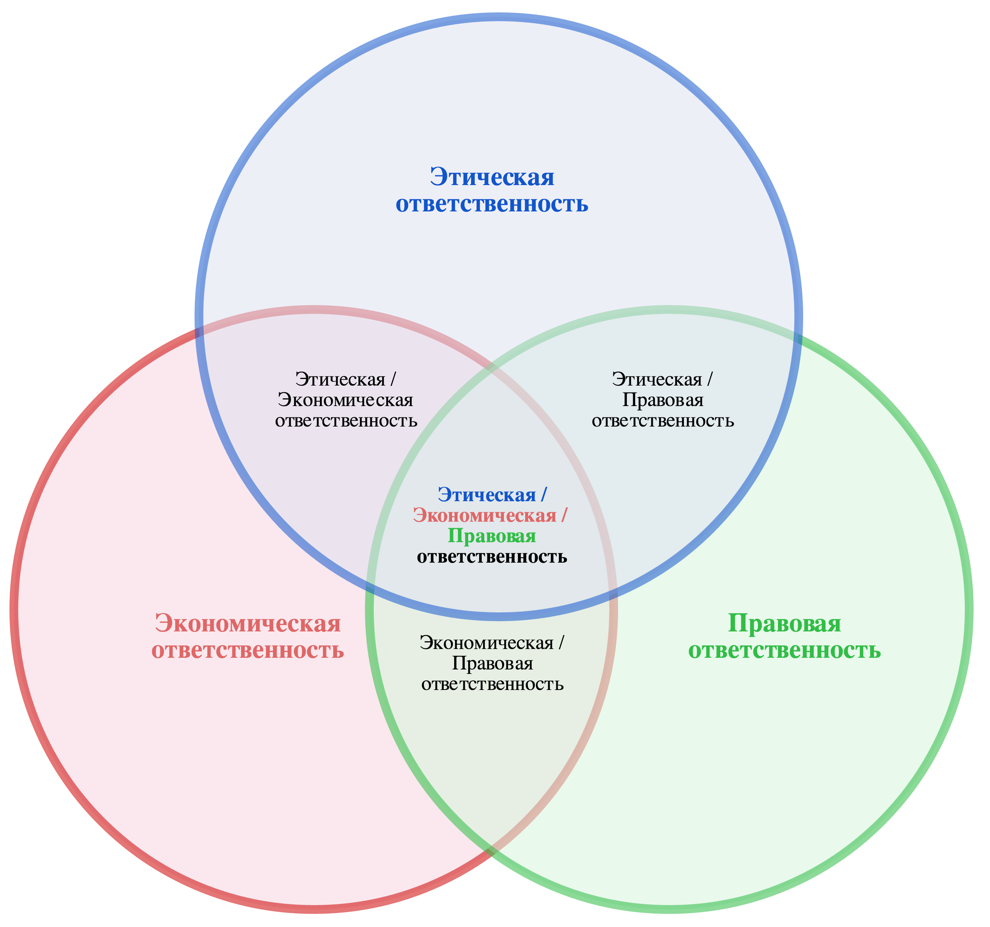 Этическая
ответственность
Этическая /
Экономическая
ответственность
Этическая /
Правовая
ответственность
Этическая /
Экономическая /
Правовая
ответственность
Экономическая
ответственность
Правовая
ответственность
Экономическая /
Правовая
ответственность